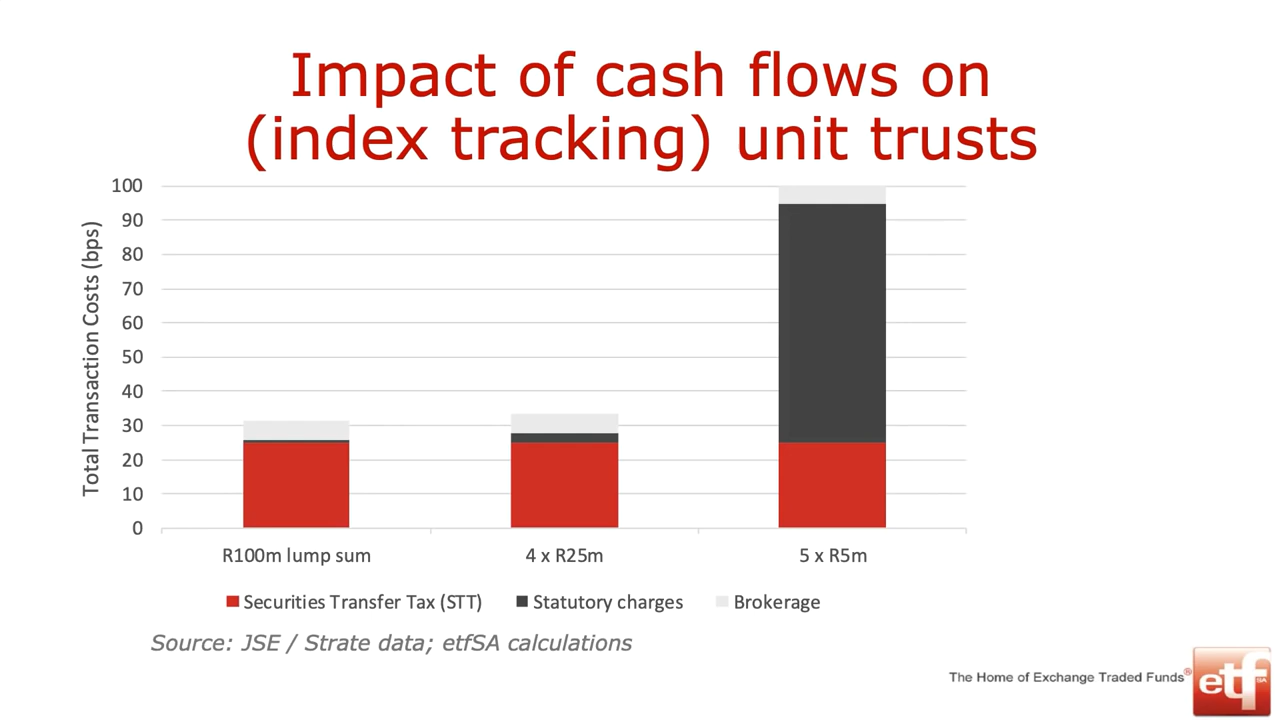 Impact of cash flows on
(index tracking) unit trusts
Total Transaction Costs (bps)
100
90
80
70
60
50
40
30
20
10
0
R100m lump sum
4 x R25m
5 x R5m
Securities Transfer Tax (STT)
Statutory charges
Brokerage
Source: JSE / Strate data; etfSA calculations
The Home of Exchange Traded Funds®
etf
SA